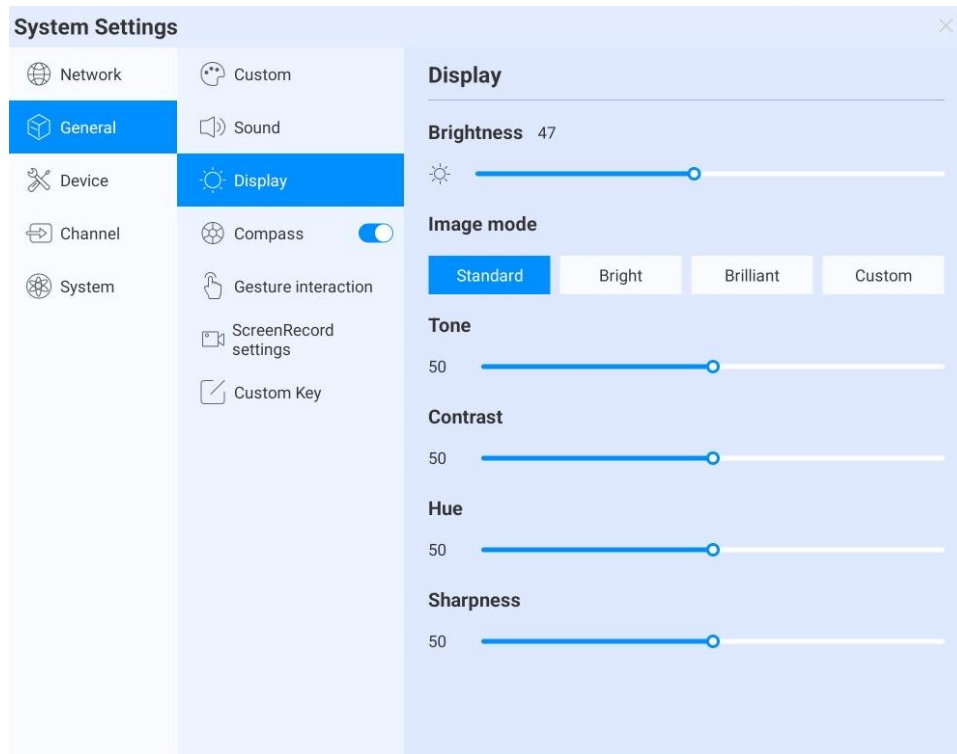 System Settings
Network
General
Device
Channel
System
Custom
Sound
Display
Compass
Gesture interaction
ScreenRecord
settings
Custom Key
Display
Brightness 47
Image mode
Standard Bright Brilliant Custom
Tone
50
Contrast
50
Hue
50
Sharpness
50